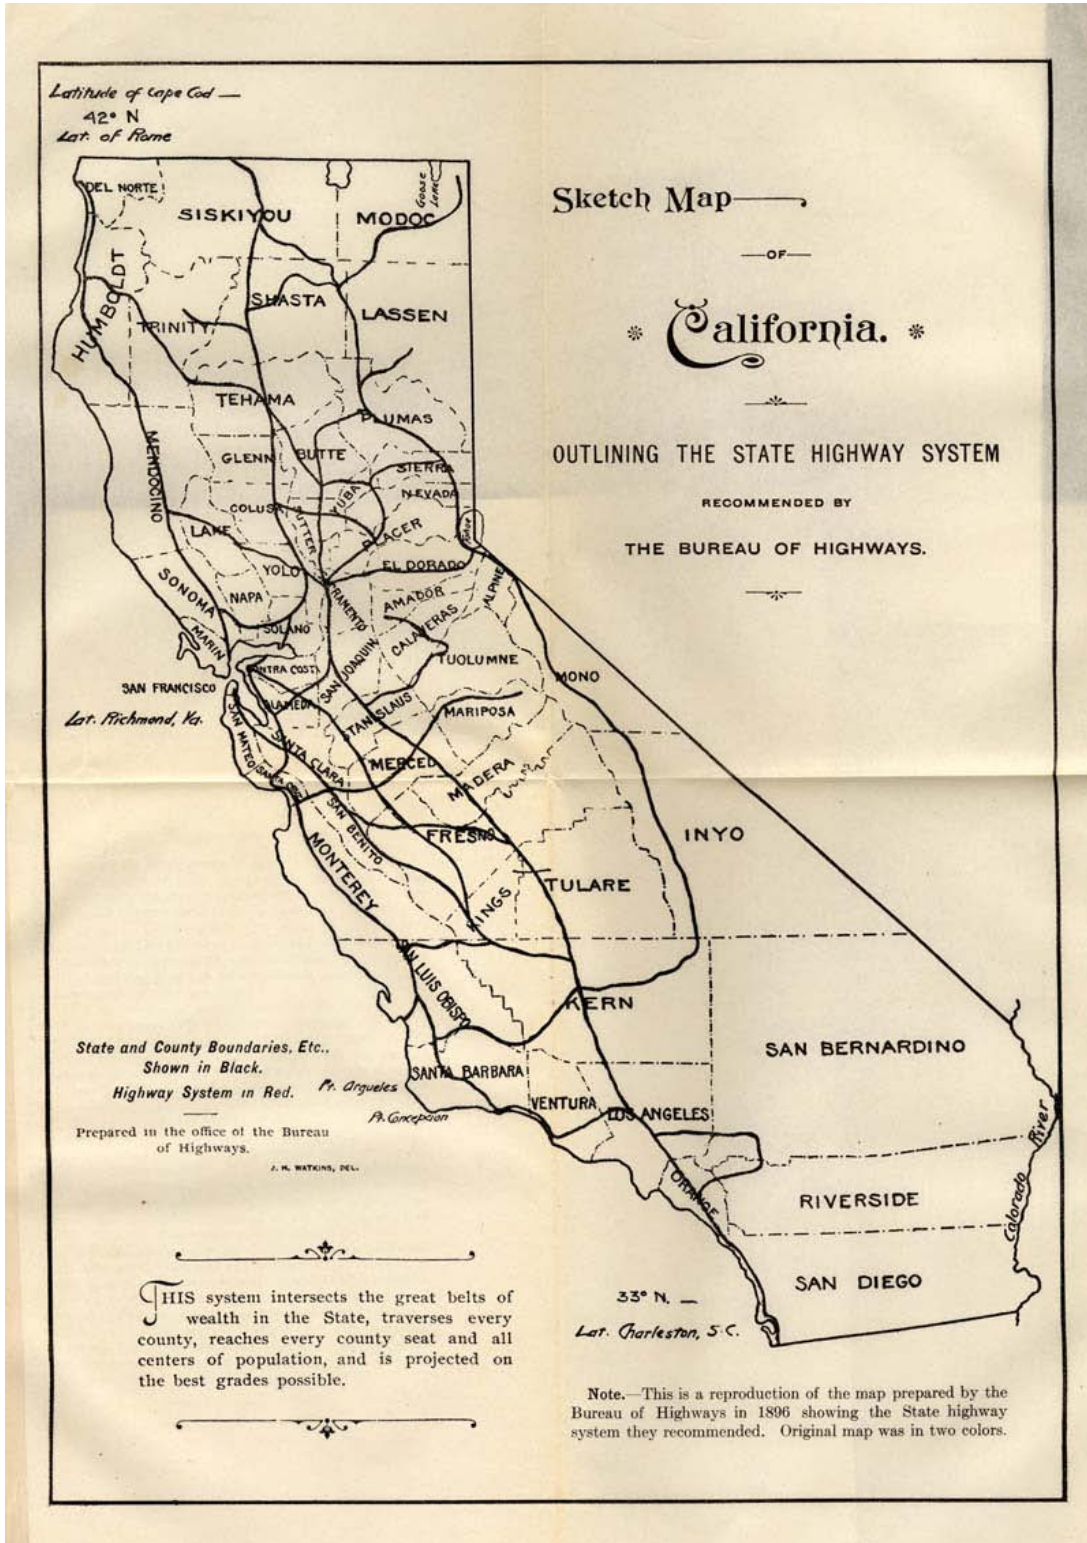 Latitude of Cape Cod —
42° N
Lat. of Rome
Sketch Map
—OF—
California.
OUTLINING THE STATE HIGHWAY SYSTEM
RECOMMENDED BY
THE BUREAU OF HIGHWAYS.
DEL NORTE
SISKIYOU
MODOC
GOOSE
LAKE
HUMBOLDT
TRINITY
SHASTA
LASSEN
TEHAMA
PLUMAS
MENDOCINO
GLENN
BUTTE
SIERRA
NEVADA
YUBA
COLUSA
SUTTER
LAKE
PLACER
EL DORADO
YOLO
SONOMA
NAPA
AMADOR
ALPINE
SOLANO
MARIN
CALAVERAS
SAN JOAQUIN
TUOLUMNE
MONO
CONTRA COSTA
SAN FRANCISCO
ALAMEDA
STANISLAUS
MARIPOSA
Lat. Richmond, Va.
SAN MATEO
SANTA CLARA
MERCED
MADERA
SAN BENITO
FRESNO
INYO
MONTEREY
KINGS
TULARE
SAN LUIS OBISPO
KERN
SAN BERNARDINO
SANTA BARBARA
VENTURA
LOS ANGELES
Pt. Argueles
Pt. Concepcion
ORANGE
RIVERSIDE
Colorado River
SAN DIEGO
State and County Boundaries, Etc.,
Shown in Black.
Highway System in Red.
Prepared in the office of the Bureau
of Highways.
J. H. WATKINS, DEL.
THIS system intersects the great belts of
wealth in the State, traverses every
county, reaches every county seat and all
centers of population, and is projected on
the best grades possible.
33° N. —
Lat. Charleston, S.C.
Note.—This is a reproduction of the map prepared by the
Bureau of Highways in 1896 showing the State highway
system they recommended. Original map was in two colors.